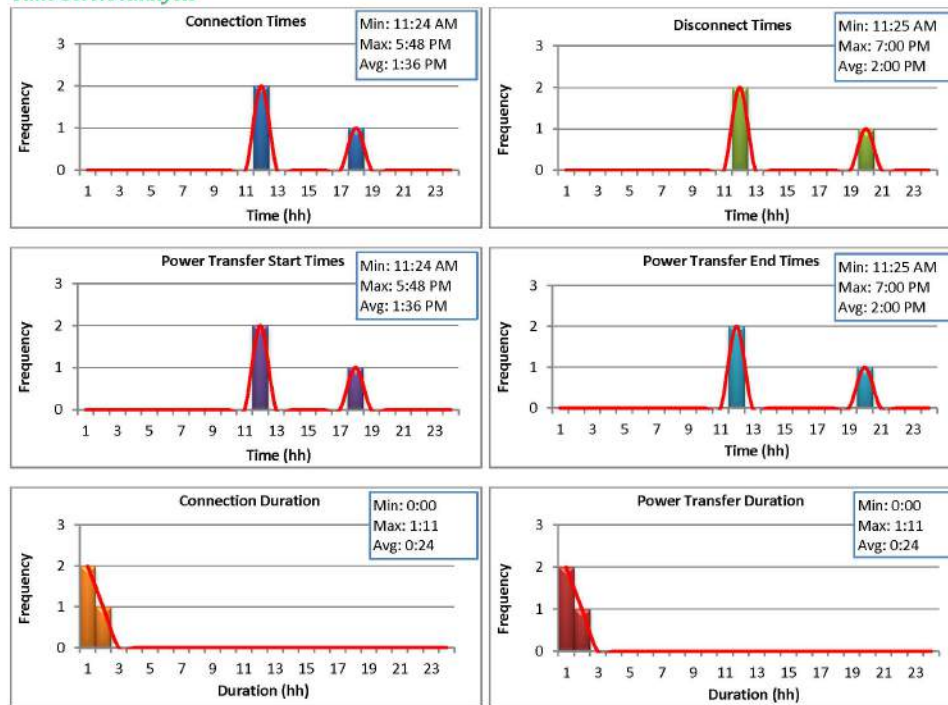 Connection Times
Min: 11:24 AM
Max: 5:48 PM
Avg: 1:36 PM
Frequency
3
2
1
0
1 3 5 7 9 11 13 15 17 19 21 23
Time (hh)
Disconnect Times
Min: 11:25 AM
Max: 7:00 PM
Avg: 2:00 PM
Frequency
3
2
1
0
1 3 5 7 9 11 13 15 17 19 21 23
Time (hh)
Power Transfer Start Times
Min: 11:24 AM
Max: 5:48 PM
Avg: 1:36 PM
Frequency
3
2
1
0
1 3 5 7 9 11 13 15 17 19 21 23
Time (hh)
Power Transfer End Times
Min: 11:25 AM
Max: 7:00 PM
Avg: 2:00 PM
Frequency
3
2
1
0
1 3 5 7 9 11 13 15 17 19 21 23
Time (hh)
Connection Duration
Min: 0:00
Max: 1:11
Avg: 0:24
Frequency
3
2
1
0
1 3 5 7 9 11 13 15 17 19 21 23
Duration (hh)
Power Transfer Duration
Min: 0:00
Max: 1:11
Avg: 0:24
Frequency
3
2
1
0
1 3 5 7 9 11 13 15 17 19 21 23
Duration (hh)